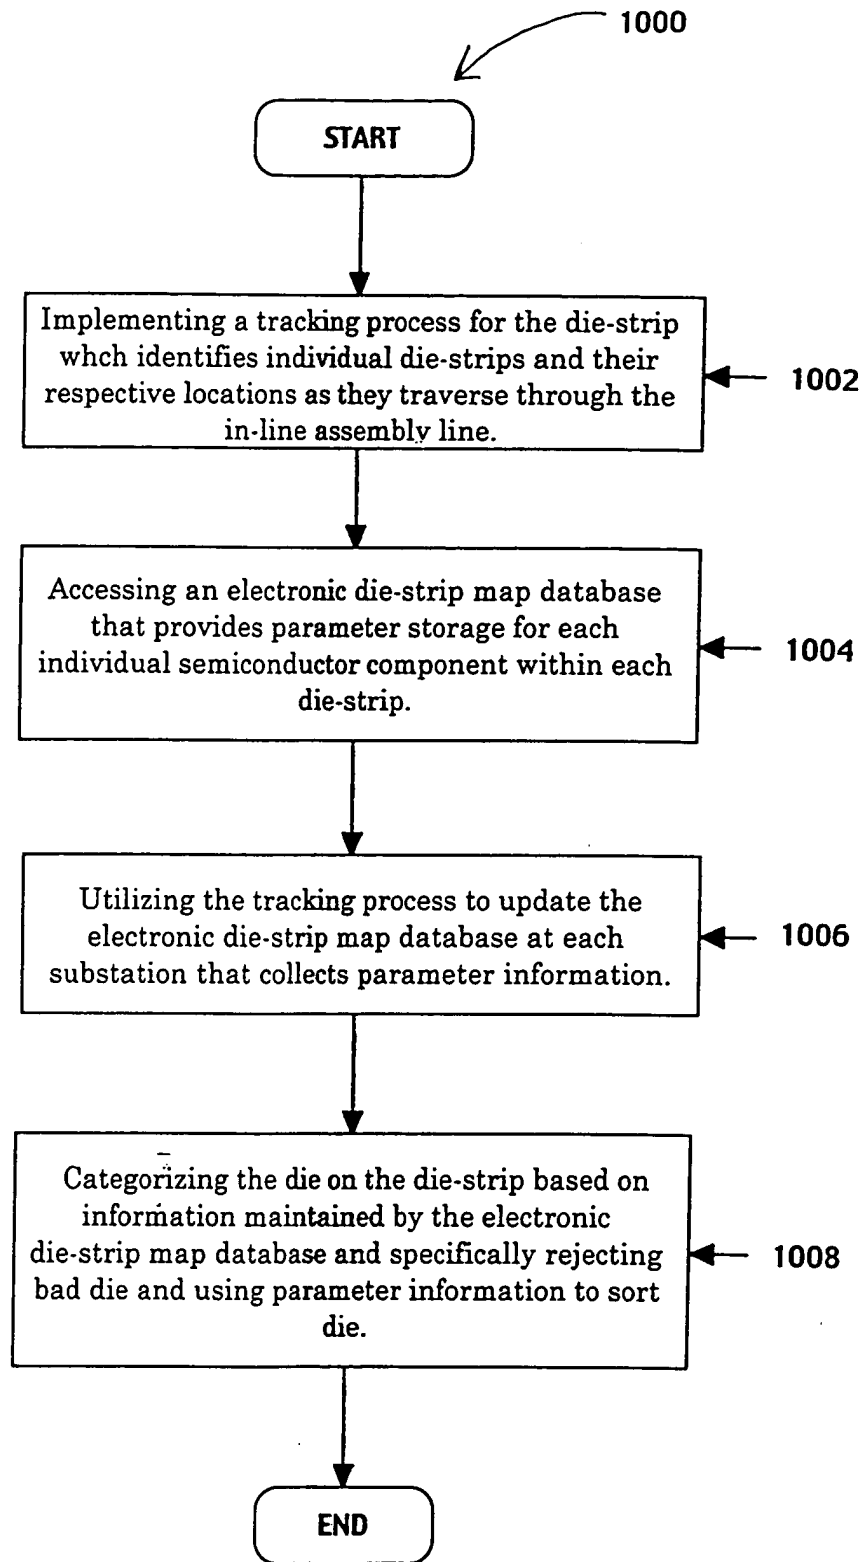 1000
START
Implementing a tracking process for the die-strip
whch identifies individual die-strips and their
respective locations as they traverse through the
in-line assembly line.
1002
Accessing an electronic die-strip map database
that provides parameter storage for each
individual semiconductor component within each
die-strip.
1004
Utilizing the tracking process to update the
electronic die-strip map database at each
substation that collects parameter information.
1006
Categorizing the die on the die-strip based on
information maintained by the electronic
die-strip map database and specifically rejecting
bad die and using parameter information to sort
die.
1008
END